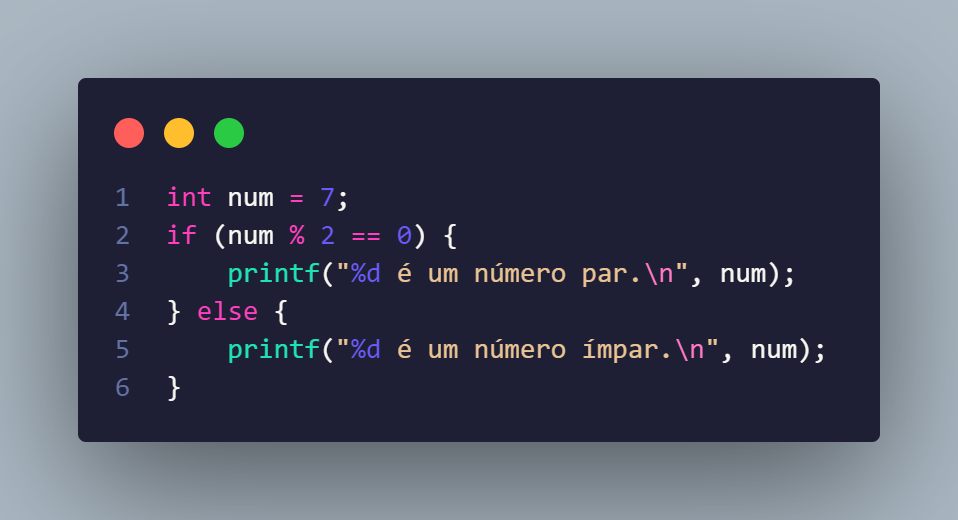 1 int num = 7;
2 if (num % 2 == 0) {
3     printf("%d é um número par.\n", num);
4 } else {
5     printf("%d é um número ímpar.\n", num);
6 }